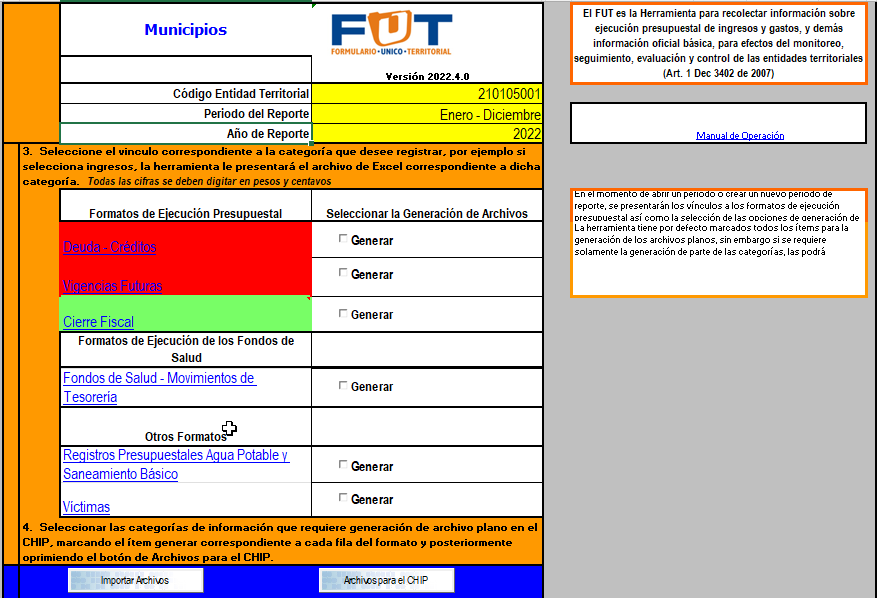 Municipios
FUT
FORMULARIO·UNICO·TERRITORIAL
Versión 2022.4.0
Código Entidad Territorial 210105001
Periodo del Reporte Enero - Diciembre
Año de Reporte 2022
3. Seleccione el vínculo correspondiente a la categoría que desee registrar, por ejemplo si
selecciona ingresos, la herramienta le presentará el archivo de Excel correspondiente a dicha
categoría. Todas las cifras se deben digitar en pesos y centavos
Formatos de Ejecución Presupuestal Seleccionar la Generación de Archivos
Deuda - Créditos Generar
Vigencias Futuras Generar
Cierre Fiscal Generar
Formatos de Ejecución de los Fondos de
Salud
Fondos de Salud - Movimientos de
Tesorería
Generar
Otros Formatos
Registros Presupuestales Agua Potable y
Saneamiento Básico
Generar
Víctimas Generar
4. Seleccionar las categorías de información que requiere generación de archivo plano en el
CHIP, marcando el ítem generar correspondiente a cada fila del formato y posteriormente
oprimiendo el botón de Archivos para el CHIP.
Importar Archivos Archivos para el CHIP
El FUT es la Herramienta para recolectar información sobre
ejecución presupuestal de ingresos y gastos, y demás
información oficial básica, para efectos del monitoreo,
seguimiento, evaluación y control de las entidades territoriales
(Art. 1 Dec 3402 de 2007)
Manual de Operación
En el momento de abrir un periodo o crear un nuevo periodo de
reporte, se presentarán los vínculos a los formatos de ejecución
presupuestal así como la selección de las opciones de generación de
La herramienta tiene por defecto marcados todos los ítems para la
generación de los archivos planos, sin embargo si se requiere
solamente la generación de parte de las categorías, las podrá